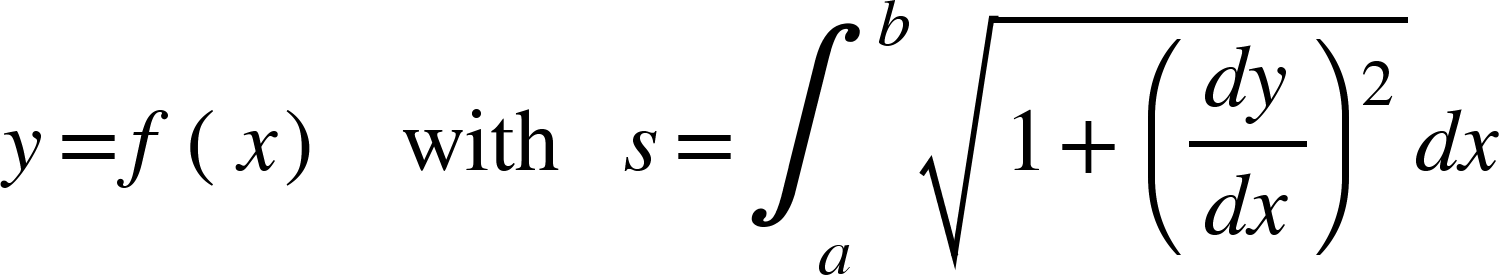 y = f ( x ) with s = ∫_a^b √(1 + (dy/dx)^2) dx